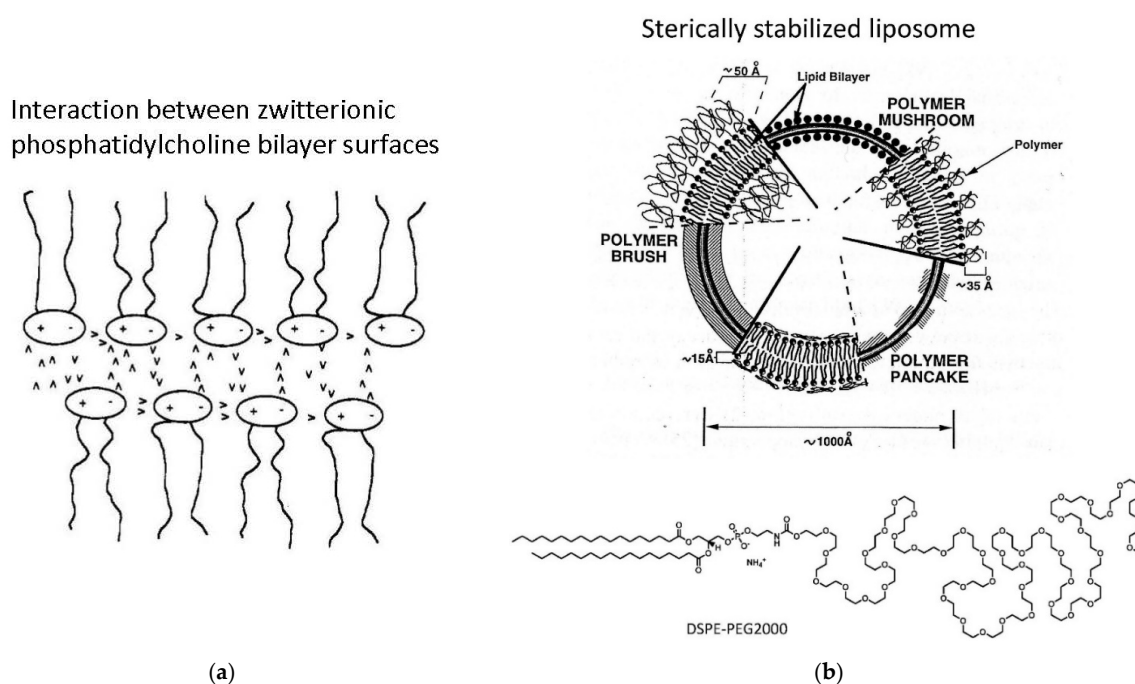 Interaction between zwitterionic
phosphatidylcholine bilayer surfaces
+ - > + - > + - > + - > + -
+ - > + - > + - > + -
(a)
Sterically stabilized liposome
~50 Å
Lipid Bilayer
POLYMER
MUSHROOM
Polymer
POLYMER
BRUSH
~35 Å
~15Å
POLYMER
PANCAKE
~1000Å
NH₄⁺
DSPE-PEG2000
(b)